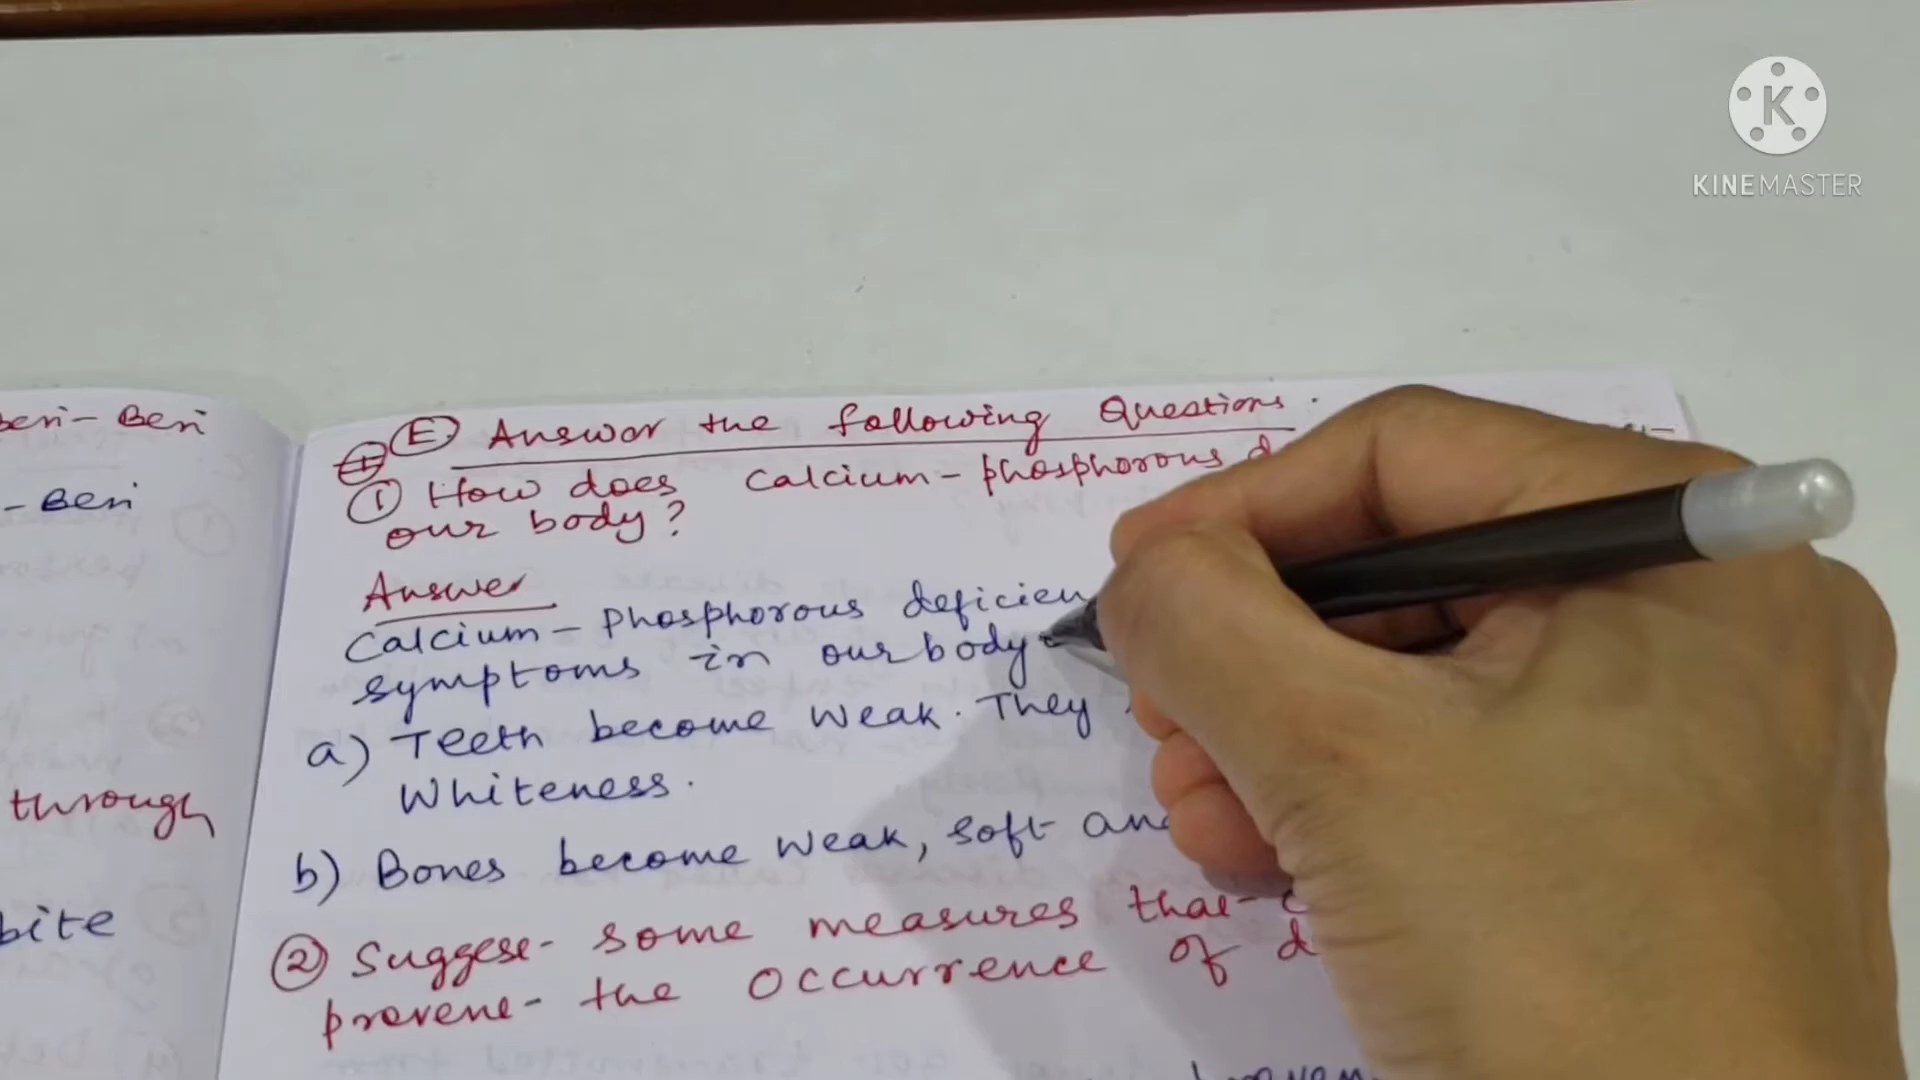 KINEMASTER
Beri-Beri
-Beri
through
bite
E Answer the following Questions.
① How does Calcium-phosphorous
our body?
Answer
Calcium-phosphorous deficien
symptoms in our body
a) Teeth become weak. They
Whiteness.
b) Bones become weak, soft and
② Suggest some measures that
prevent the occurrence of